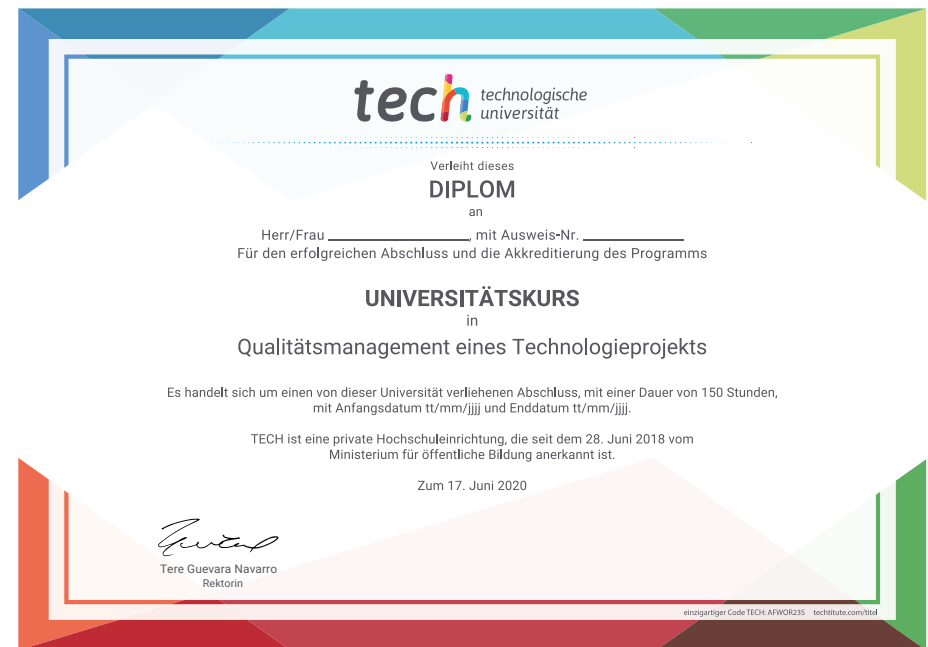 tech technologische
universität
Verleiht dieses
DIPLOM
an
Herr/Frau ____________, mit Ausweis-Nr. ____________
Für den erfolgreichen Abschluss und die Akkreditierung des Programms
UNIVERSITÄTSKURS
in
Qualitätsmanagement eines Technologieprojekts
Es handelt sich um einen von dieser Universität verliehenen Abschluss, mit einer Dauer von 150 Stunden,
mit Anfangsdatum tt/mm/jjjj und Enddatum tt/mm/jjjj.
TECH ist eine private Hochschuleinrichtung, die seit dem 28. Juni 2018 vom
Ministerium für öffentliche Bildung anerkannt ist.
Zum 17. Juni 2020
Tere Guevara Navarro
Rektorin
einzigartiger Code TECH: AFWOR23S techtitute.com/titel